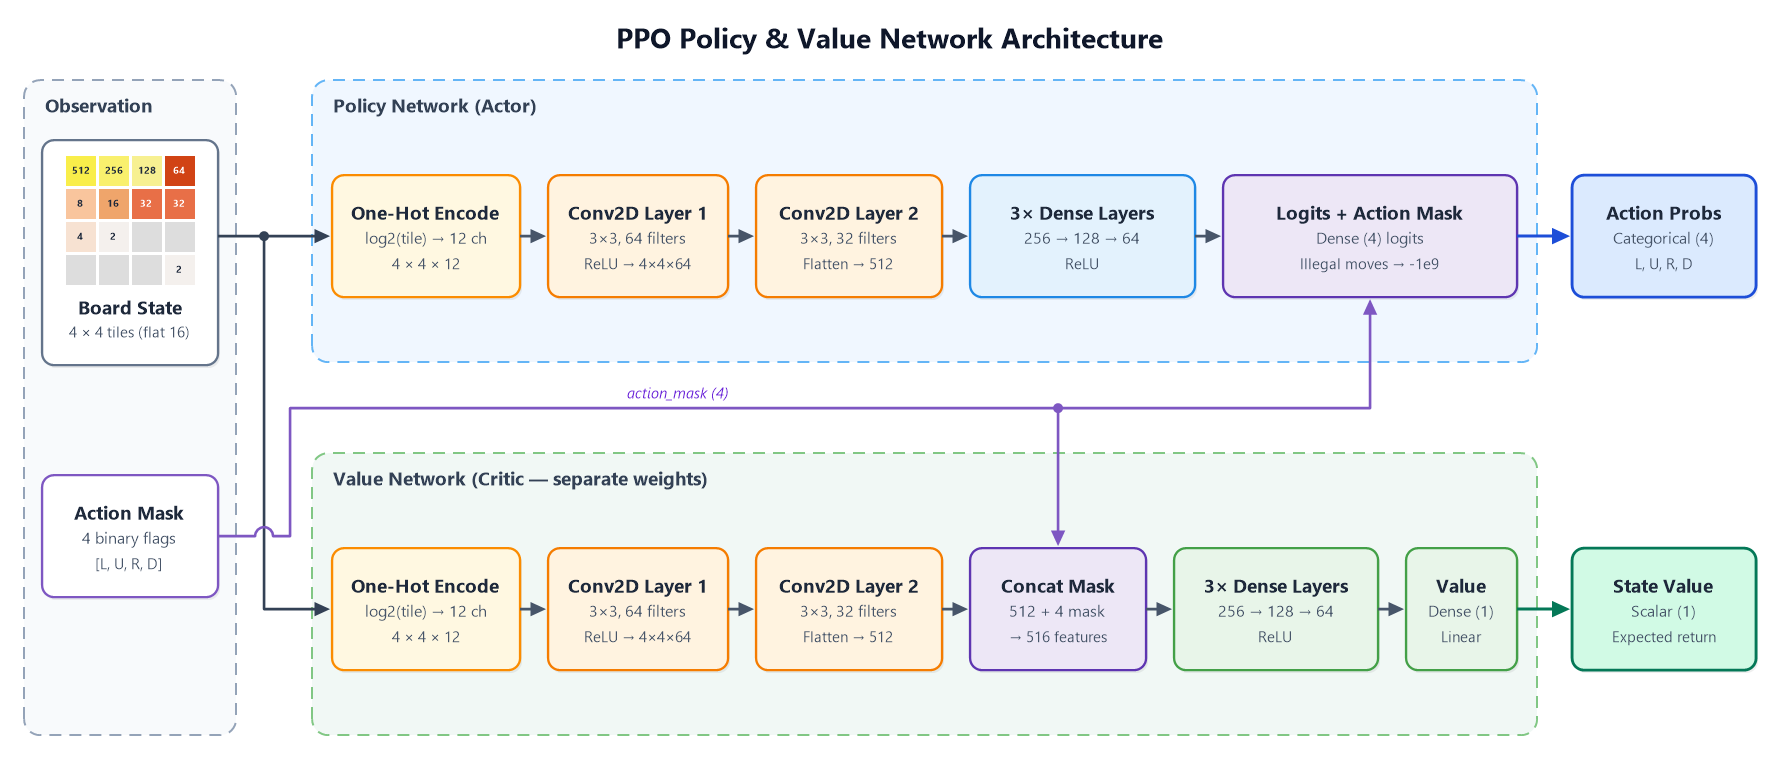 PPO Policy & Value Network Architecture
Observation
512 256 128 64
8 16 32 32
4 2
2
Board State
4 × 4 tiles (flat 16)
Action Mask
4 binary flags
[L, U, R, D]
Policy Network (Actor)
One-Hot Encode
log2(tile) → 12 ch
4 × 4 × 12
Conv2D Layer 1
3×3, 64 filters
ReLU → 4×4×64
Conv2D Layer 2
3×3, 32 filters
Flatten → 512
3× Dense Layers
256 → 128 → 64
ReLU
Logits + Action Mask
Dense (4) logits
Illegal moves → -1e9
Action Probs
Categorical (4)
L, U, R, D
action_mask (4)
Value Network (Critic — separate weights)
One-Hot Encode
log2(tile) → 12 ch
4 × 4 × 12
Conv2D Layer 1
3×3, 64 filters
ReLU → 4×4×64
Conv2D Layer 2
3×3, 32 filters
Flatten → 512
Concat Mask
512 + 4 mask
→ 516 features
3× Dense Layers
256 → 128 → 64
ReLU
Value
Dense (1)
Linear
State Value
Scalar (1)
Expected return